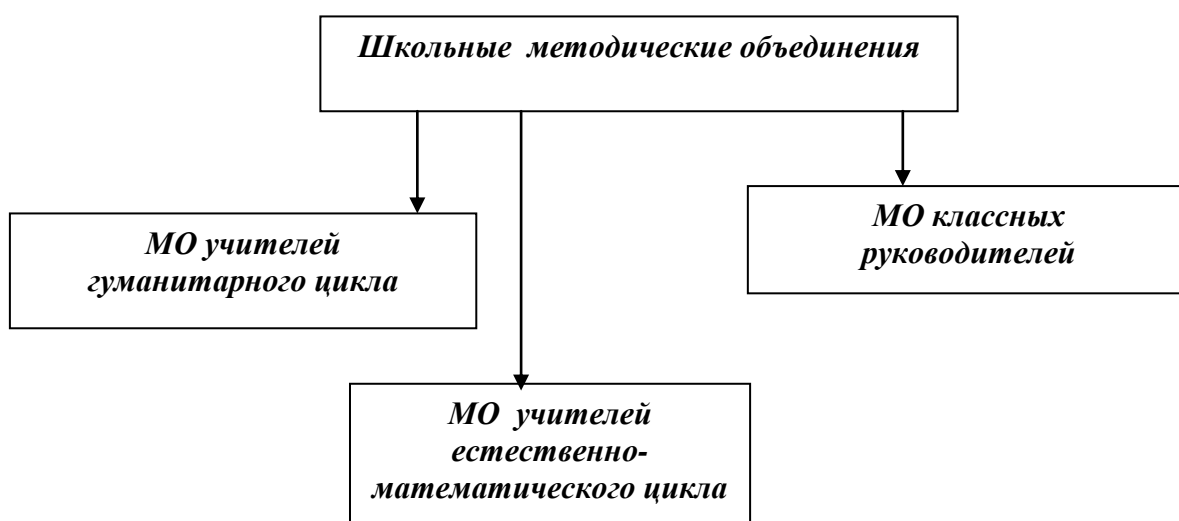 Школьные методические объединения
МО учителей
гуманитарного цикла
МО классных
руководителей
МО учителей
естественно-
математического цикла